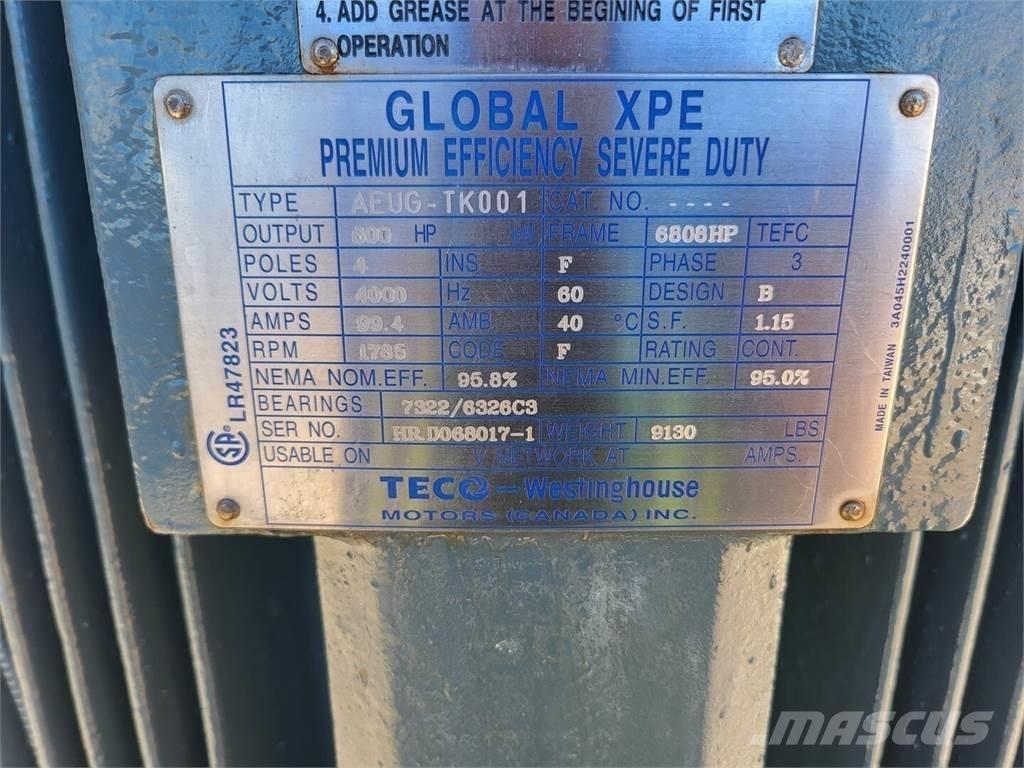 4. ADD GREASE AT THE BEGINING OF FIRST
OPERATION
GLOBAL XPE
PREMIUM EFFICIENCY SEVERE DUTY
TYPE AEUG-TK001 CAT. NO. ----
OUTPUT 800 HP kW FRAME 6808HP TEFC
POLES 4 INS. F PHASE 3
VOLTS 4000 Hz 60 DESIGN B
AMPS 99.4 AMB. 40 °C S.F. 1.15
RPM 1785 CODE F RATING CONT.
NEMA NOM.EFF. 95.8% NEMA MIN.EFF. 95.0%
BEARINGS 7322/6326C3
SER NO. HR.D068017-1 WEIGHT 9130 LBS
USABLE ON V NETWORK AT AMPS.
TECO-Westinghouse
MOTORS (CANADA) INC.
SA® LR47823
MADE IN TAIWAN 3A045H2240001
MASCUS